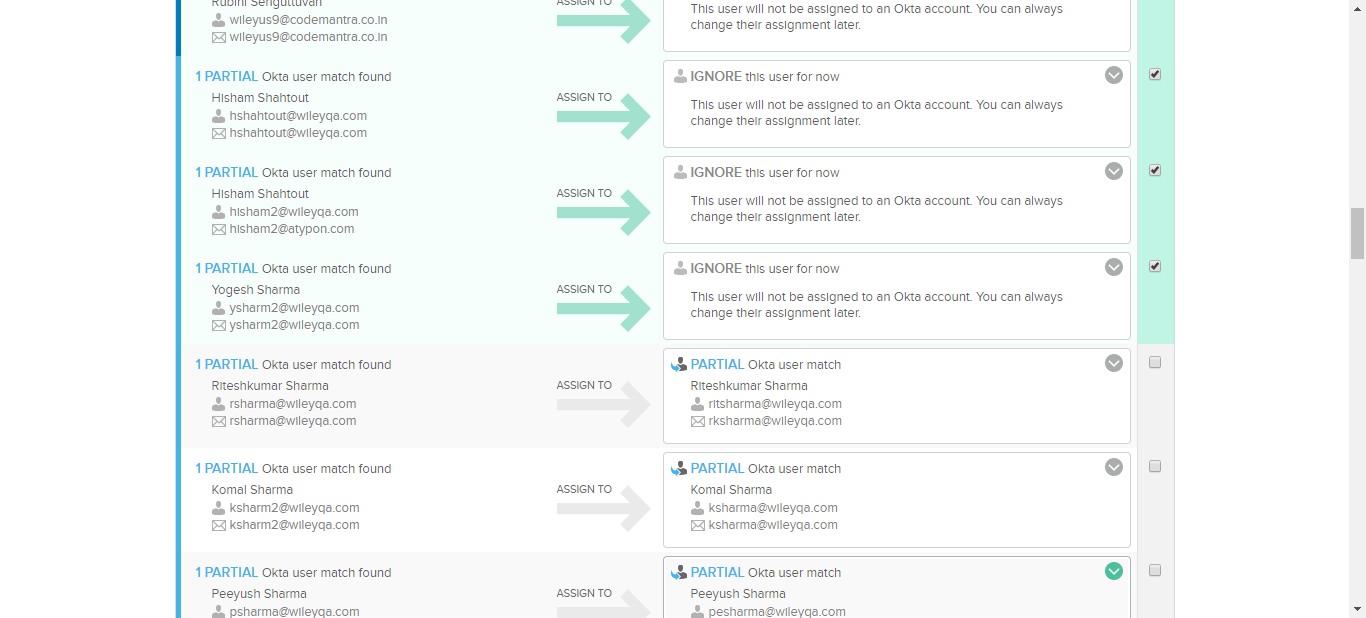 Rubini Senguttuvan
wileyus9@codemantra.co.in
wileyus9@codemantra.co.in
ASSIGN TO
This user will not be assigned to an Okta account. You can always
change their assignment later.
1 PARTIAL Okta user match found
Hisham Shahtout
hshahtout@wileyqa.com
hshahtout@wileyqa.com
ASSIGN TO
IGNORE this user for now
This user will not be assigned to an Okta account. You can always
change their assignment later.
1 PARTIAL Okta user match found
Hisham Shahtout
hisham2@wileyqa.com
hisham2@atypon.com
ASSIGN TO
IGNORE this user for now
This user will not be assigned to an Okta account. You can always
change their assignment later.
1 PARTIAL Okta user match found
Yogesh Sharma
ysharm2@wileyqa.com
ysharm2@wileyqa.com
ASSIGN TO
IGNORE this user for now
This user will not be assigned to an Okta account. You can always
change their assignment later.
1 PARTIAL Okta user match found
Riteshkumar Sharma
rsharma@wileyqa.com
rsharma@wileyqa.com
ASSIGN TO
PARTIAL Okta user match
Riteshkumar Sharma
ritsharma@wileyqa.com
rksharma@wileyqa.com
1 PARTIAL Okta user match found
Komal Sharma
ksharm2@wileyqa.com
ksharm2@wileyqa.com
ASSIGN TO
PARTIAL Okta user match
Komal Sharma
ksharma@wileyqa.com
ksharma@wileyqa.com
1 PARTIAL Okta user match found
Peeyush Sharma
psharma@wileyqa.com
ASSIGN TO
PARTIAL Okta user match
Peeyush Sharma
pesharma@wileyqa.com